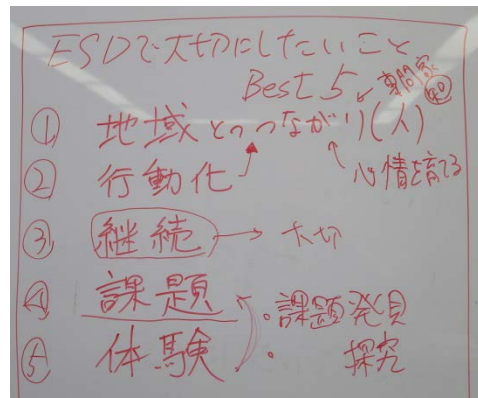 ESDで大切にしたいこと
Best 5
専門家
知
① 地域とのつながり(人)
心情を育てる
② 行動化
③ 継続 → 大切
④ 課題 ・課題発見
⑤ 体験 ・探究